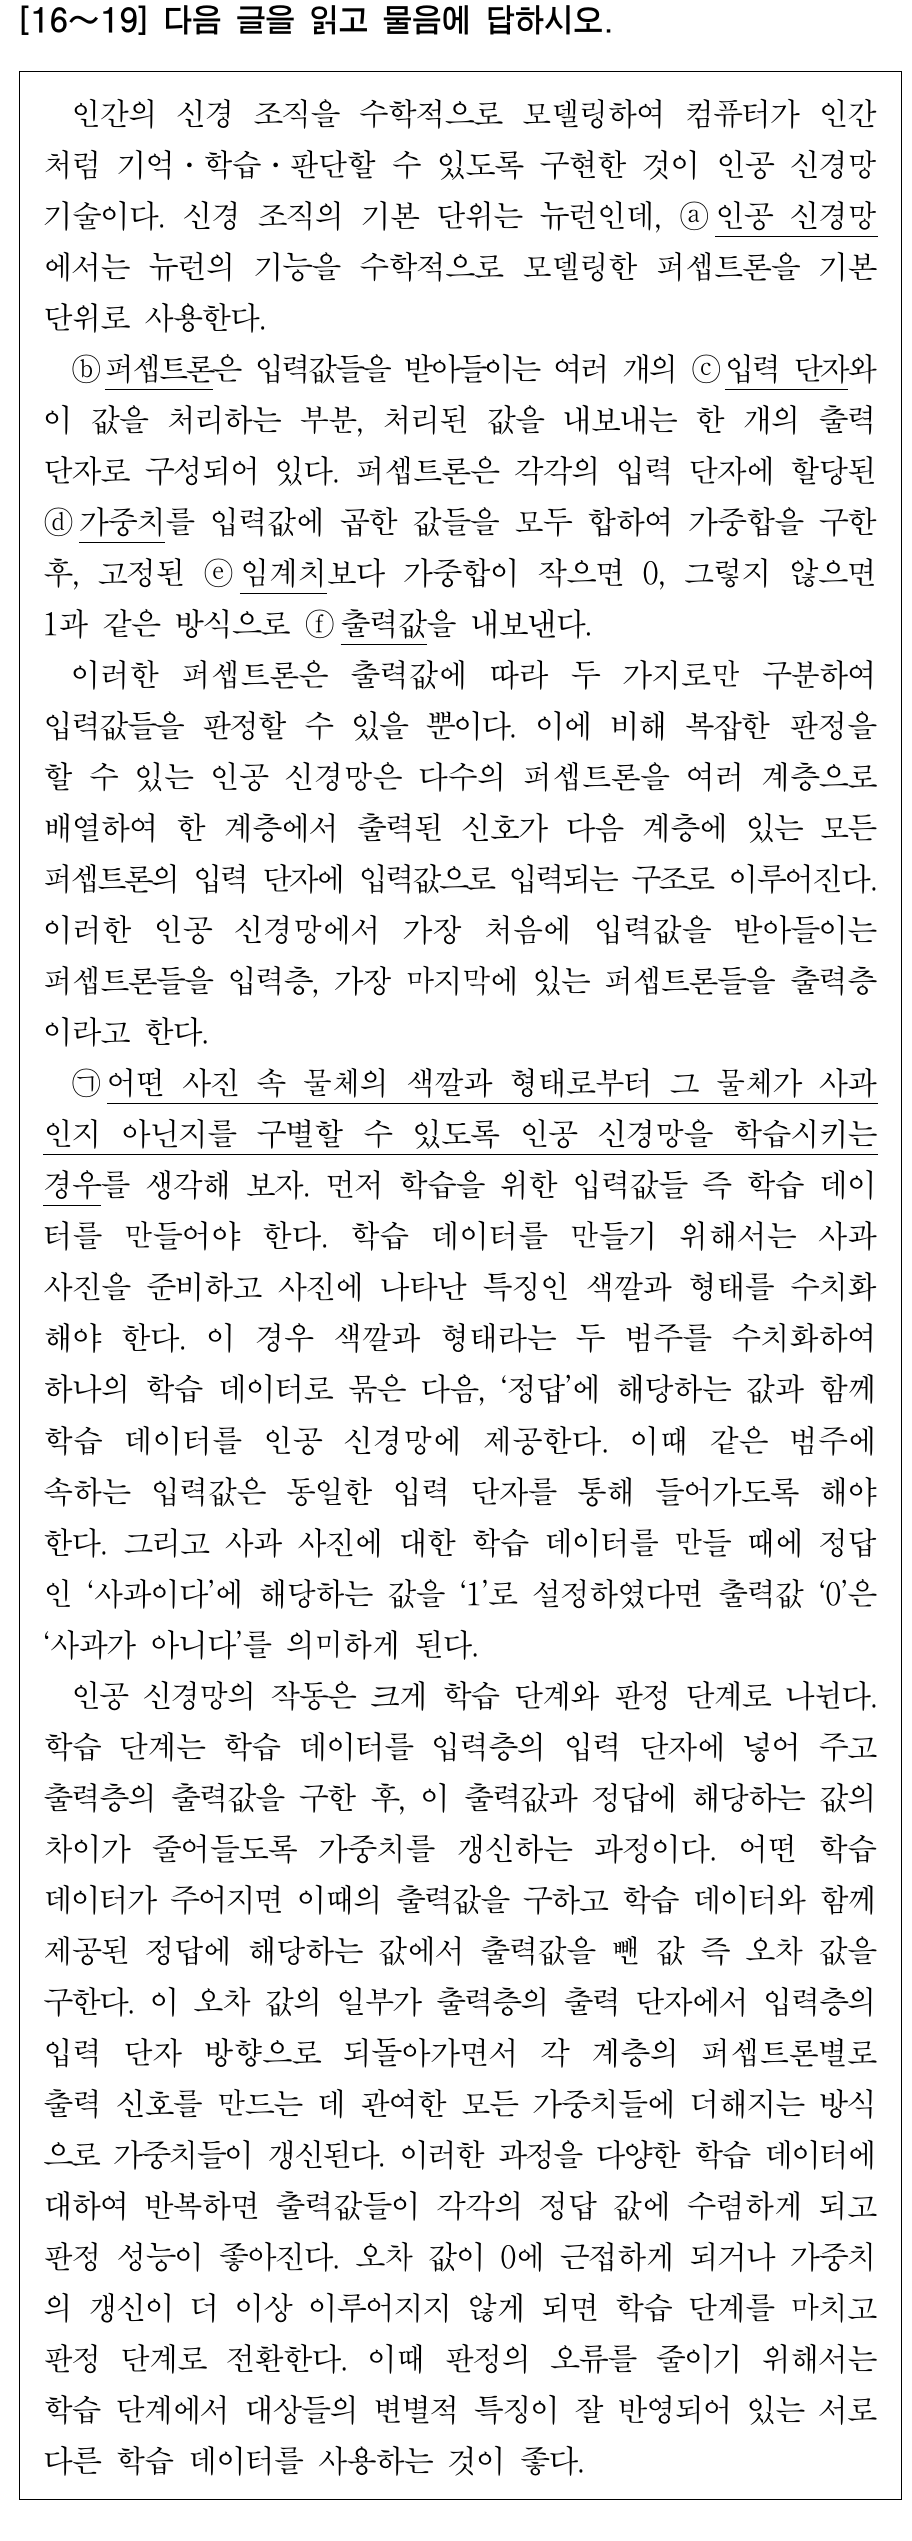 [16～19] 다음 글을 읽고 물음에 답하시오.
인간의 신경 조직을 수학적으로 모델링하여 컴퓨터가 인간
처럼 기억·학습·판단할 수 있도록 구현한 것이 인공 신경망
기술이다. 신경 조직의 기본 단위는 뉴런인데, ⓐ인공 신경망
에서는 뉴런의 기능을 수학적으로 모델링한 퍼셉트론을 기본
단위로 사용한다.
ⓑ퍼셉트론은 입력값들을 받아들이는 여러 개의 ⓒ입력 단자와
이 값을 처리하는 부분, 처리된 값을 내보내는 한 개의 출력
단자로 구성되어 있다. 퍼셉트론은 각각의 입력 단자에 할당된
ⓓ가중치를 입력값에 곱한 값들을 모두 합하여 가중합을 구한
후, 고정된 ⓔ임계치보다 가중합이 작으면 0, 그렇지 않으면
1과 같은 방식으로 ⓕ출력값을 내보낸다.
이러한 퍼셉트론은 출력값에 따라 두 가지로만 구분하여
입력값들을 판정할 수 있을 뿐이다. 이에 비해 복잡한 판정을
할 수 있는 인공 신경망은 다수의 퍼셉트론을 여러 계층으로
배열하여 한 계층에서 출력된 신호가 다음 계층에 있는 모든
퍼셉트론의 입력 단자에 입력값으로 입력되는 구조로 이루어진다.
이러한 인공 신경망에서 가장 처음에 입력값을 받아들이는
퍼셉트론들을 입력층, 가장 마지막에 있는 퍼셉트론들을 출력층
이라고 한다.
㉠어떤 사진 속 물체의 색깔과 형태로부터 그 물체가 사과
인지 아닌지를 구별할 수 있도록 인공 신경망을 학습시키는
경우를 생각해 보자. 먼저 학습을 위한 입력값들 즉 학습 데이
터를 만들어야 한다. 학습 데이터를 만들기 위해서는 사과
사진을 준비하고 사진에 나타난 특징인 색깔과 형태를 수치화
해야 한다. 이 경우 색깔과 형태라는 두 범주를 수치화하여
하나의 학습 데이터로 묶은 다음, ‘정답’에 해당하는 값과 함께
학습 데이터를 인공 신경망에 제공한다. 이때 같은 범주에
속하는 입력값은 동일한 입력 단자를 통해 들어가도록 해야
한다. 그리고 사과 사진에 대한 학습 데이터를 만들 때에 정답
인 ‘사과이다’에 해당하는 값을 ‘1’로 설정하였다면 출력값 ‘0’은
‘사과가 아니다’를 의미하게 된다.
인공 신경망의 작동은 크게 학습 단계와 판정 단계로 나뉜다.
학습 단계는 학습 데이터를 입력층의 입력 단자에 넣어 주고
출력층의 출력값을 구한 후, 이 출력값과 정답에 해당하는 값의
차이가 줄어들도록 가중치를 갱신하는 과정이다. 어떤 학습
데이터가 주어지면 이때의 출력값을 구하고 학습 데이터와 함께
제공된 정답에 해당하는 값에서 출력값을 뺀 값 즉 오차 값을
구한다. 이 오차 값의 일부가 출력층의 출력 단자에서 입력층의
입력 단자 방향으로 되돌아가면서 각 계층의 퍼셉트론별로
출력 신호를 만드는 데 관여한 모든 가중치들에 더해지는 방식
으로 가중치들이 갱신된다. 이러한 과정을 다양한 학습 데이터에
대하여 반복하면 출력값들이 각각의 정답 값에 수렴하게 되고
판정 성능이 좋아진다. 오차 값이 0에 근접하게 되거나 가중치
의 갱신이 더 이상 이루어지지 않게 되면 학습 단계를 마치고
판정 단계로 전환한다. 이때 판정의 오류를 줄이기 위해서는
학습 단계에서 대상들의 변별적 특징이 잘 반영되어 있는 서로
다른 학습 데이터를 사용하는 것이 좋다.